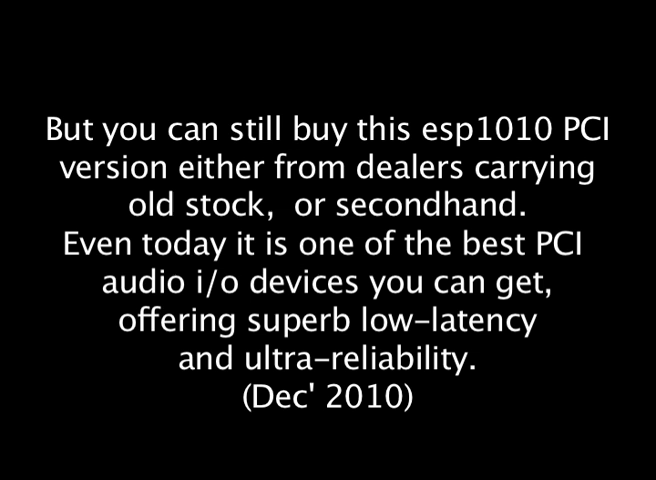 But you can still buy this esp1010 PCI
version either from dealers carrying
old stock,  or secondhand.
Even today it is one of the best PCI
audio i/o devices you can get,
offering superb low-latency
and ultra-reliability.
(Dec' 2010)